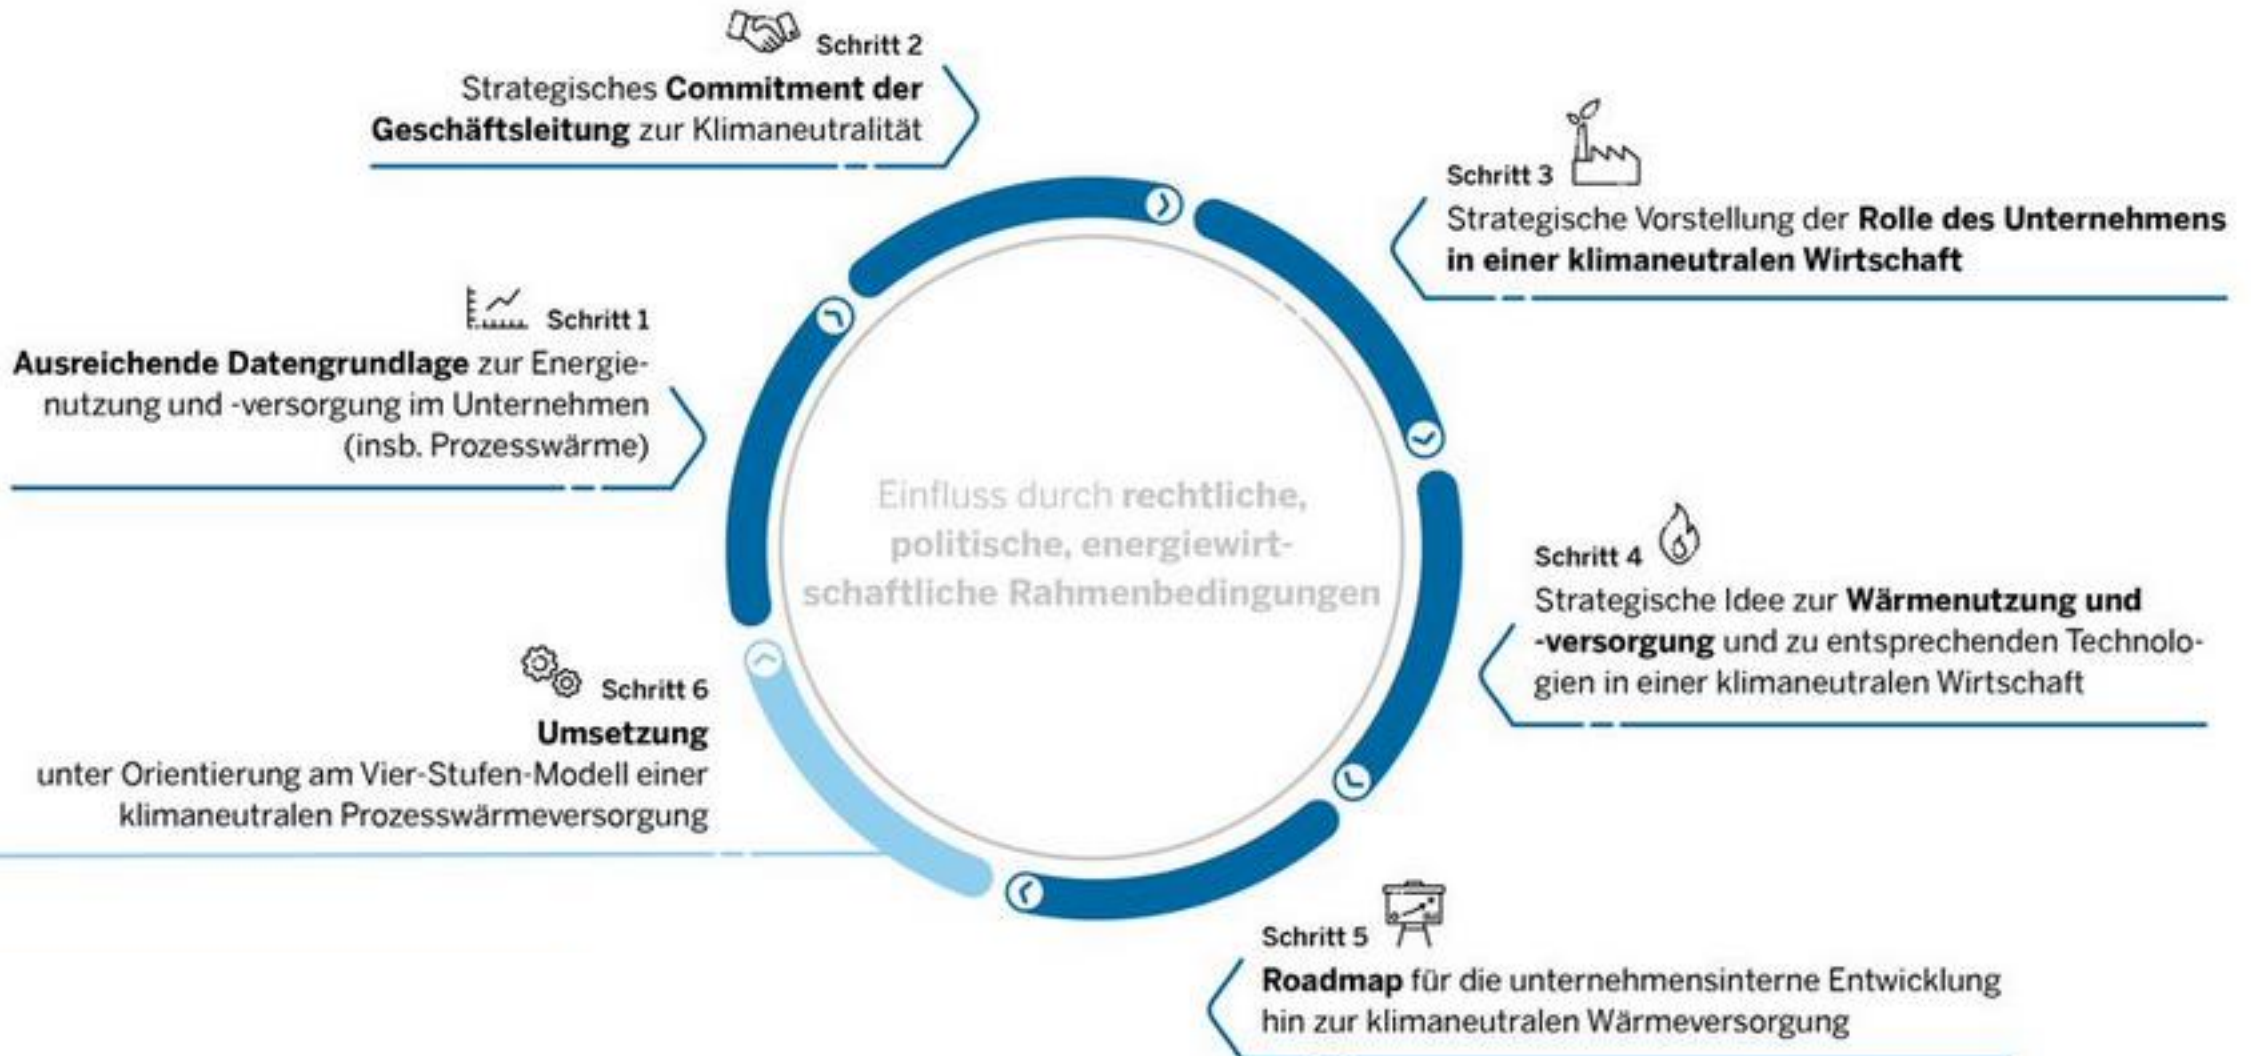 Schritt 1
Ausreichende Datengrundlage zur Energie-
nutzung und -versorgung im Unternehmen
(insb. Prozesswärme)
Schritt 2
Strategisches Commitment der
Geschäftsleitung zur Klimaneutralität
Schritt 3
Strategische Vorstellung der Rolle des Unternehmens
in einer klimaneutralen Wirtschaft
Schritt 4
Strategische Idee zur Wärmenutzung und
-versorgung und zu entsprechenden Technolo-
gien in einer klimaneutralen Wirtschaft
Schritt 5
Roadmap für die unternehmensinterne Entwicklung
hin zur klimaneutralen Wärmeversorgung
Schritt 6
Umsetzung
unter Orientierung am Vier-Stufen-Modell einer
klimaneutralen Prozesswärmeversorgung
Einfluss durch rechtliche,
politische, energiewirt-
schaftliche Rahmenbedingungen